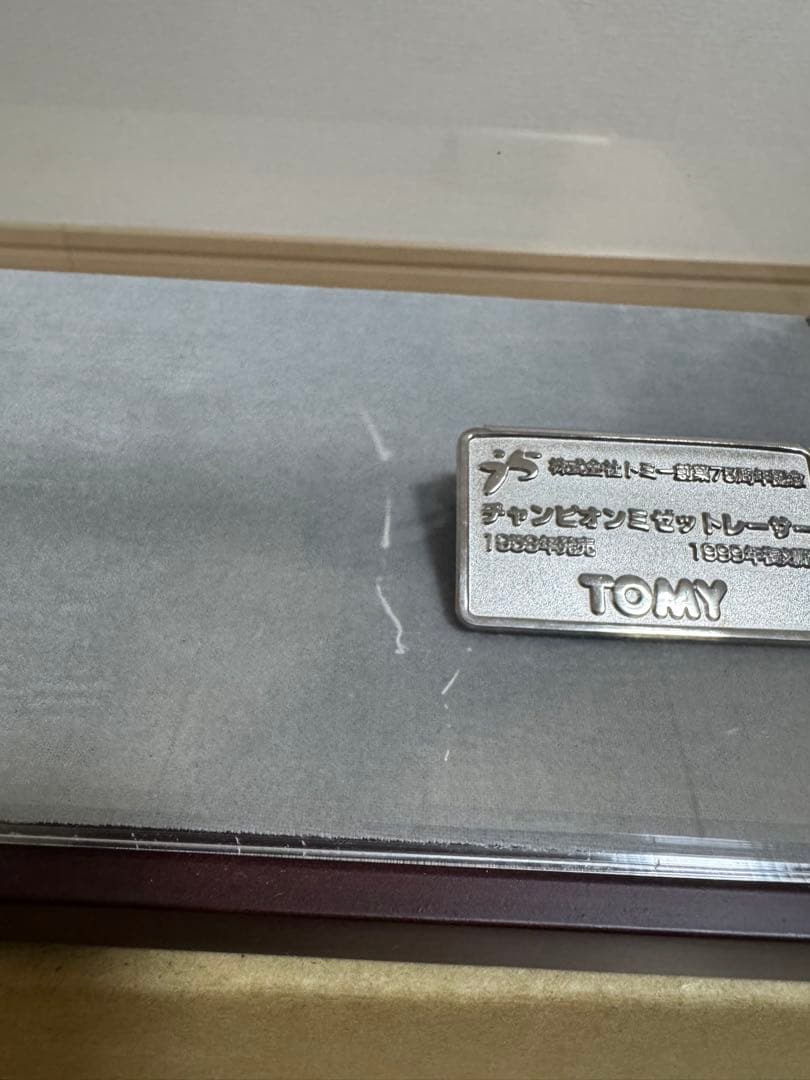 75 株式会社トミー創業75周年記念
チャンピオンミゼットレーサー
発売 1999年復刻
TOMY